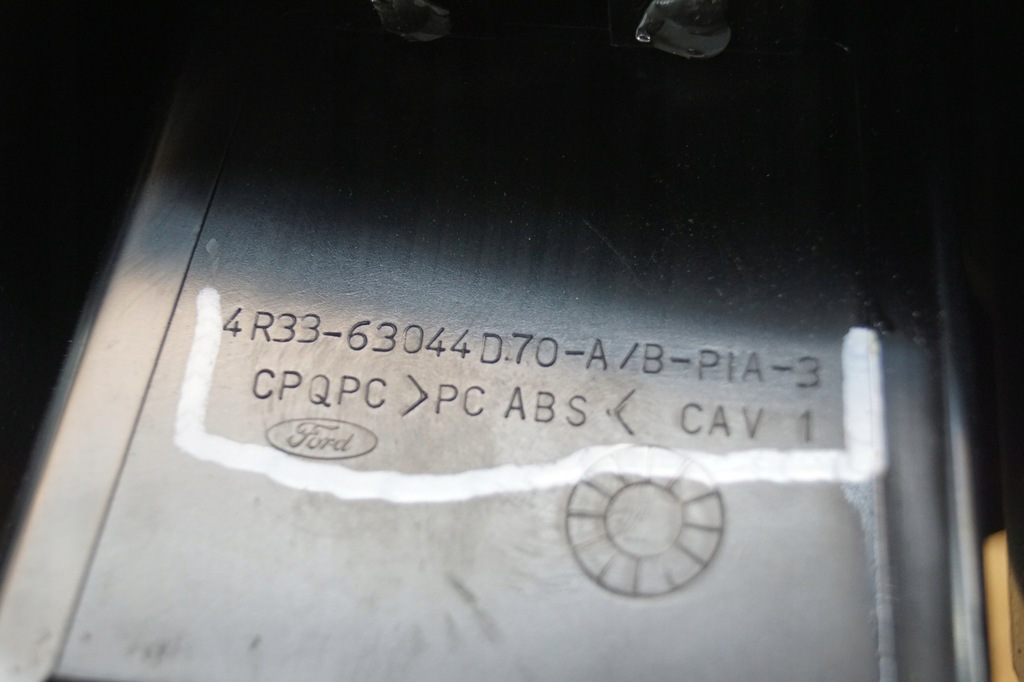 4R33-63044D70-A/B-PIA-3
CPQPC >PC ABS< CAV 1
Ford